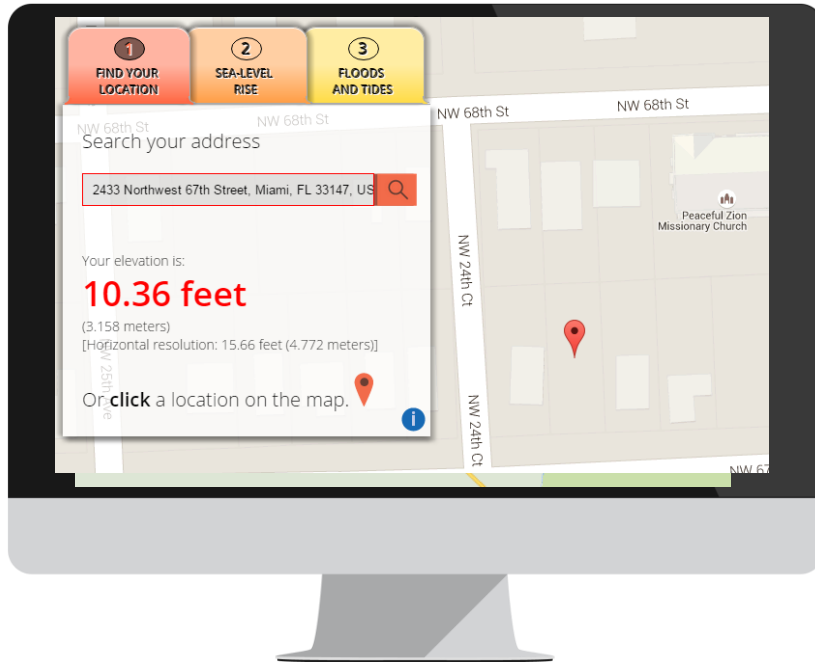 1
FIND YOUR
LOCATION
2
SEA-LEVEL
RISE
3
FLOODS
AND TIDES
NW 68th St
NW 68th St
NW 68th St
NW 68th St
Search your address
2433 Northwest 67th Street, Miami, FL 33147, US
Peaceful Zion
Missionary Church
NW 24th Ct
Your elevation is:
10.36 feet
(3.158 meters)
[Horizontal resolution: 15.66 feet (4.772 meters)]
NW 25th Ave
Or click a location on the map.
i
NW 24th Ct
NW 67